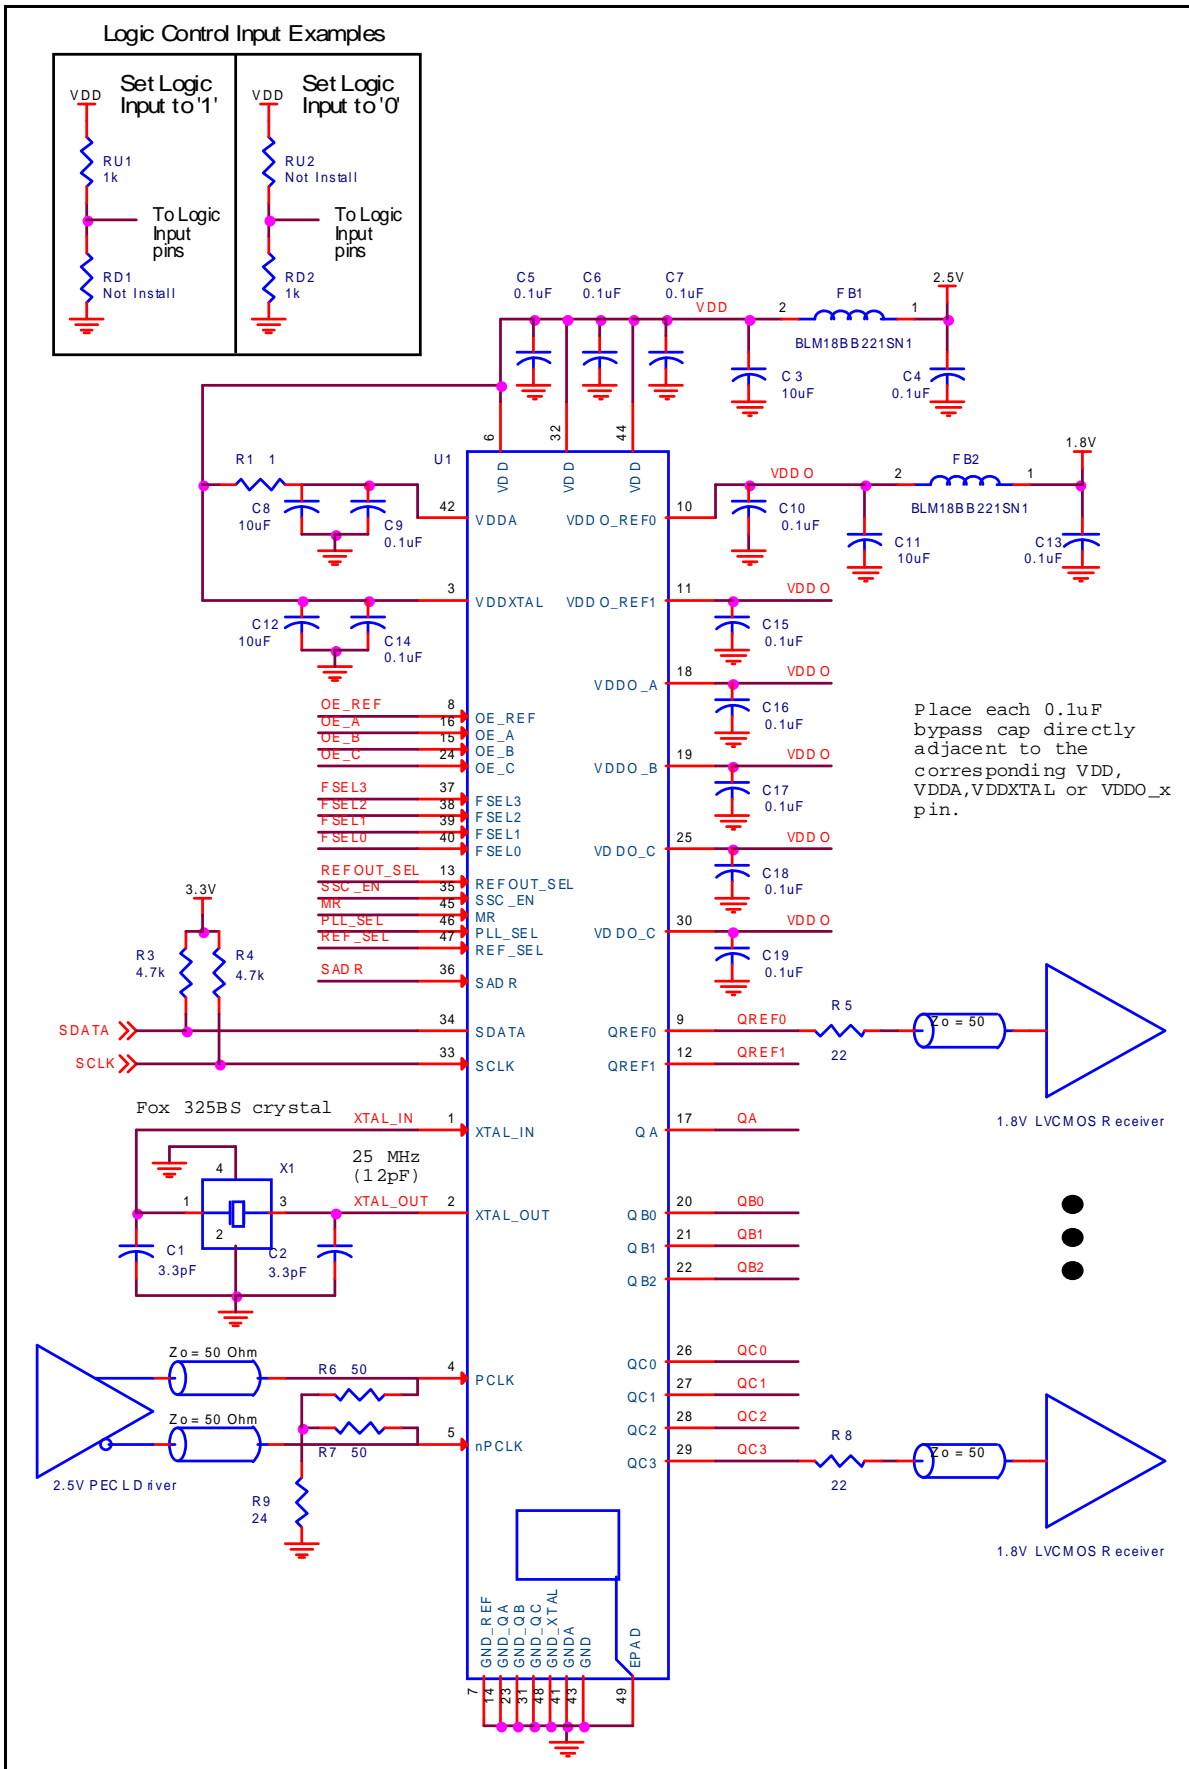 Logic Control Input Examples
Set Logic
Input to '1'
Set Logic
Input to '0'
VDD
VDD
RU1
1k
RU2
Not Install
To Logic
Input
pins
To Logic
Input
pins
RD1
Not Install
RD2
1k
C5
0.1uF
C6
0.1uF
C7
0.1uF
VDD
2
FB1
1
2.5V
BLM18BB221SN1
C3
10uF
C4
0.1uF
6
32
44
VDD
VDD
VDD
U1
R1 1
C8
10uF
C9
0.1uF
42
VDDA
VDDO_REF0
10
VDDO
C10
0.1uF
2
FB2
1
1.8V
BLM18BB221SN1
C11
10uF
C13
0.1uF
3
VDDXTAL
C12
10uF
C14
0.1uF
VDDO_REF1
11
VDDO
C15
0.1uF
VDDO_A
18
VDDO
C16
0.1uF
VDDO_B
19
VDDO
C17
0.1uF
VDDO_C
25
VDDO
C18
0.1uF
VDDO_C
30
VDDO
C19
0.1uF
Place each 0.1uF
bypass cap directly
adjacent to the
corresponding VDD,
VDDA,VDDXTAL or VDDO_x
pin.
OE_REF 8 OE_REF
OE_A 16 OE_A
OE_B 15 OE_B
OE_C 24 OE_C
FSEL3 37 FSEL3
FSEL2 38 FSEL2
FSEL1 39 FSEL1
FSEL0 40 FSEL0
REFOUT_SEL 13 REFOUT_SEL
SSC_EN 35 SSC_EN
MR 45 MR
PLL_SEL 46 PLL_SEL
REF_SEL 47 REF_SEL
SADR 36 SADR
3.3V
R3
4.7k
R4
4.7k
SDATA 34 SDATA
SCLK 33 SCLK
QREF0 9 QREF0
R5
22
Zo = 50
1.8V LVCMOS Receiver
QREF1 12 QREF1
Fox 325BS crystal
XTAL_IN 1 XTAL_IN
25 MHz
(12pF)
4
X1
1
3
2
XTAL_OUT 2 XTAL_OUT
C1
3.3pF
C2
3.3pF
QA 17 QA
QB0 20 QB0
QB1 21 QB1
QB2 22 QB2
QC0 26 QC0
QC1 27 QC1
QC2 28 QC2
QC3 29 QC3
R8
22
Zo = 50
1.8V LVCMOS Receiver
Zo = 50 Ohm
R6 50
4
PCLK
Zo = 50 Ohm
R7 50
5
nPCLK
2.5V PECL Driver
R9
24
GND_REF
GND_QA
GND_QB
GND_QC
GND_XTAL
GNDA
GND
EPAD
7
14
23
31
48
41
43
49